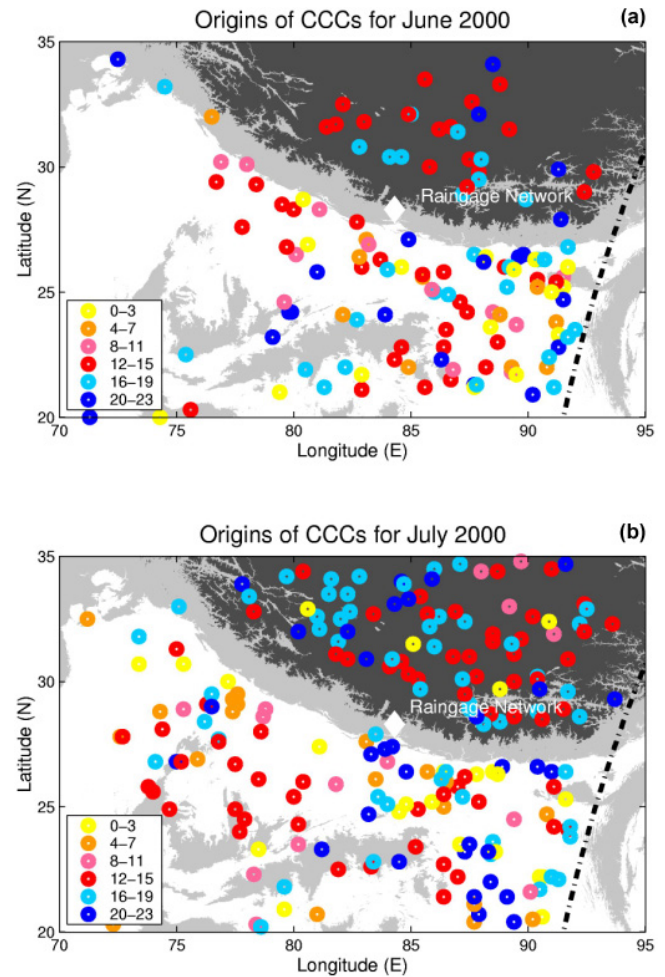 Origins of CCCs for June 2000
(a)
35
30
25
20
Latitude (N)
Raingage Network
0–3
4–7
8–11
12–15
16–19
20–23
70 75 80 85 90 95
Longitude (E)
Origins of CCCs for July 2000
(b)
35
30
25
20
Latitude (N)
Raingage Network
0–3
4–7
8–11
12–15
16–19
20–23
70 75 80 85 90 95
Longitude (E)